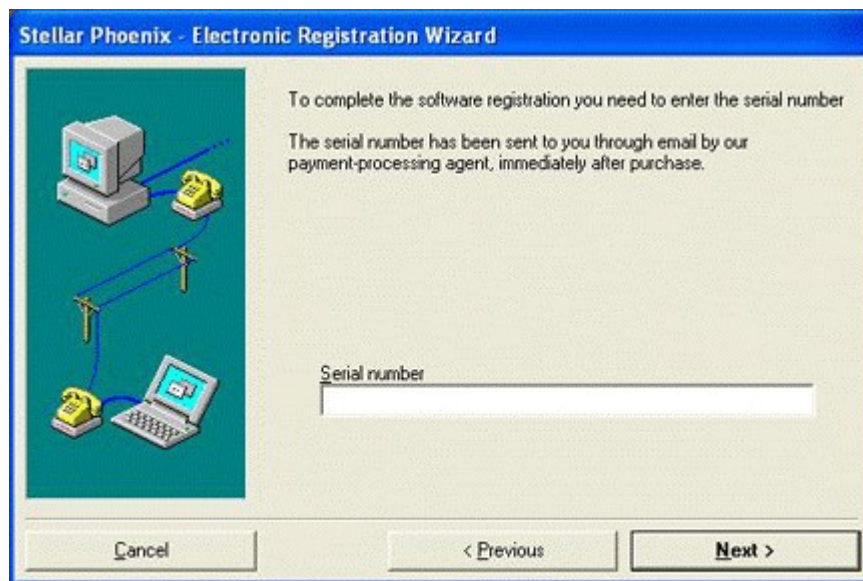 Stellar Phoenix - Electronic Registration Wizard
To complete the software registration you need to enter the serial number
The serial number has been sent to you through email by our
payment-processing agent, immediately after purchase.
Serial number
Cancel
< Previous
Next >